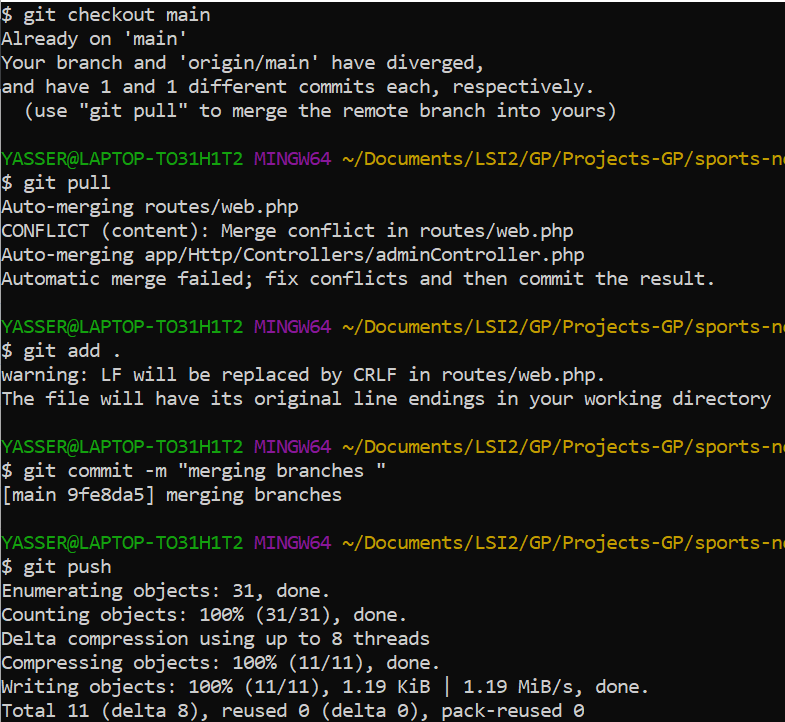 $ git checkout main
Already on 'main'
Your branch and 'origin/main' have diverged,
and have 1 and 1 different commits each, respectively.
  (use "git pull" to merge the remote branch into yours)

YASSER@LAPTOP-TO31H1T2 MINGW64 ~/Documents/LSI2/GP/Projects-GP/sports-ne
$ git pull
Auto-merging routes/web.php
CONFLICT (content): Merge conflict in routes/web.php
Auto-merging app/Http/Controllers/adminController.php
Automatic merge failed; fix conflicts and then commit the result.

YASSER@LAPTOP-TO31H1T2 MINGW64 ~/Documents/LSI2/GP/Projects-GP/sports-ne
$ git add .
warning: LF will be replaced by CRLF in routes/web.php.
The file will have its original line endings in your working directory

YASSER@LAPTOP-TO31H1T2 MINGW64 ~/Documents/LSI2/GP/Projects-GP/sports-ne
$ git commit -m "merging branches "
[main 9fe8da5] merging branches

YASSER@LAPTOP-TO31H1T2 MINGW64 ~/Documents/LSI2/GP/Projects-GP/sports-ne
$ git push
Enumerating objects: 31, done.
Counting objects: 100% (31/31), done.
Delta compression using up to 8 threads
Compressing objects: 100% (11/11), done.
Writing objects: 100% (11/11), 1.19 KiB | 1.19 MiB/s, done.
Total 11 (delta 8), reused 0 (delta 0), pack-reused 0